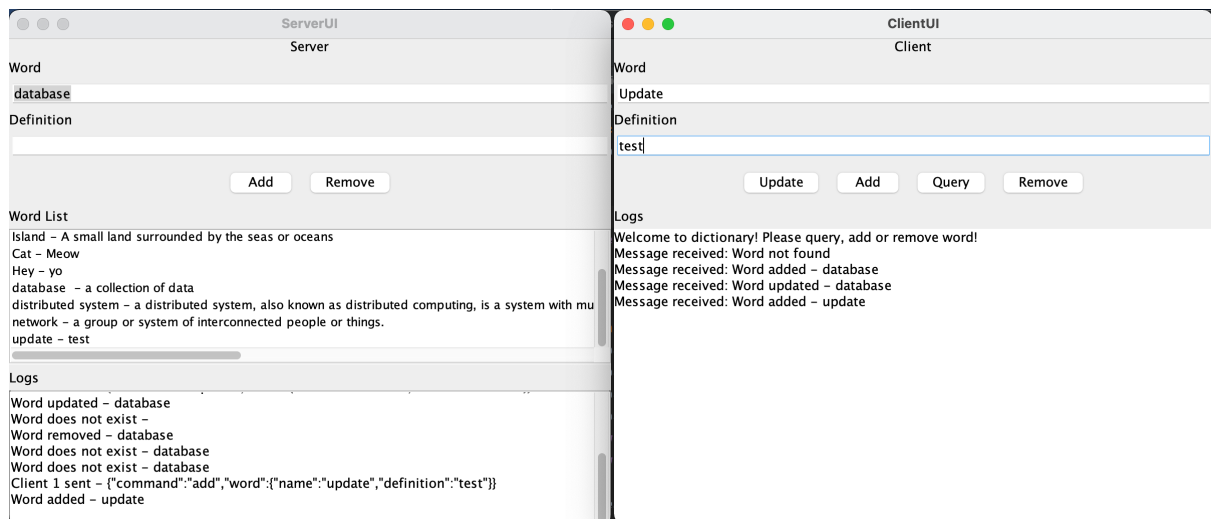 ServerUI
Server
Word
database
Definition
Add Remove
Word List
Island – A small land surrounded by the seas or oceans
Cat – Meow
Hey – yo
database  – a collection of data
distributed system – a distributed system, also known as distributed computing, is a system with mu
network – a group or system of interconnected people or things.
update – test
Logs
Word updated – database
Word does not exist –
Word removed – database
Word does not exist – database
Word does not exist – database
Client 1 sent – {"command":"add","word":{"name":"update","definition":"test"}}
Word added – update
ClientUI
Client
Word
Update
Definition
test
Update Add Query Remove
Logs
Welcome to dictionary! Please query, add or remove word!
Message received: Word not found
Message received: Word added – database
Message received: Word updated – database
Message received: Word added – update